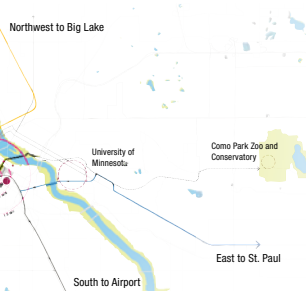 Northwest to Big Lake
University of
Minnesota
Como Park Zoo and
Conservatory
East to St. Paul
South to Airport